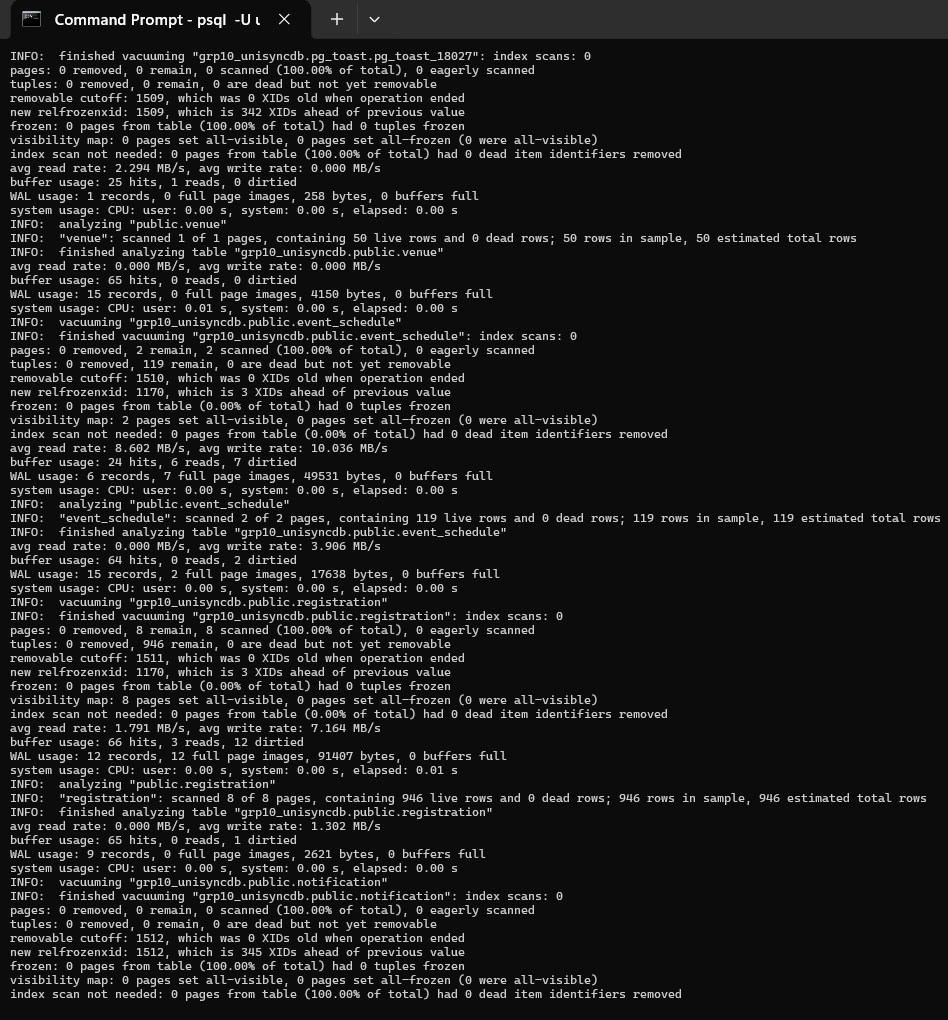 Command Prompt - psql -U u
INFO:  finished vacuuming "grp10_unisyncdb.pg_toast.pg_toast_18027": index scans: 0
pages: 0 removed, 0 remain, 0 scanned (100.00% of total), 0 eagerly scanned
tuples: 0 removed, 0 remain, 0 are dead but not yet removable
removable cutoff: 1509, which was 0 XIDs old when operation ended
new relfrozenxid: 1509, which is 342 XIDs ahead of previous value
frozen: 0 pages from table (100.00% of total) had 0 tuples frozen
visibility map: 0 pages set all-visible, 0 pages set all-frozen (0 were all-visible)
index scan not needed: 0 pages from table (100.00% of total) had 0 dead item identifiers removed
avg read rate: 2.294 MB/s, avg write rate: 0.000 MB/s
buffer usage: 25 hits, 1 reads, 0 dirtied
WAL usage: 1 records, 0 full page images, 258 bytes, 0 buffers full
system usage: CPU: user: 0.00 s, system: 0.00 s, elapsed: 0.00 s
INFO:  analyzing "public.venue"
INFO:  "venue": scanned 1 of 1 pages, containing 50 live rows and 0 dead rows; 50 rows in sample, 50 estimated total rows
INFO:  finished analyzing table "grp10_unisyncdb.public.venue"
avg read rate: 0.000 MB/s, avg write rate: 0.000 MB/s
buffer usage: 65 hits, 0 reads, 0 dirtied
WAL usage: 15 records, 0 full page images, 4150 bytes, 0 buffers full
system usage: CPU: user: 0.01 s, system: 0.00 s, elapsed: 0.00 s
INFO:  vacuuming "grp10_unisyncdb.public.event_schedule"
INFO:  finished vacuuming "grp10_unisyncdb.public.event_schedule": index scans: 0
pages: 0 removed, 2 remain, 2 scanned (100.00% of total), 0 eagerly scanned
tuples: 0 removed, 119 remain, 0 are dead but not yet removable
removable cutoff: 1510, which was 0 XIDs old when operation ended
new relfrozenxid: 1170, which is 3 XIDs ahead of previous value
frozen: 0 pages from table (0.00% of total) had 0 tuples frozen
visibility map: 2 pages set all-visible, 0 pages set all-frozen (0 were all-visible)
index scan not needed: 0 pages from table (0.00% of total) had 0 dead item identifiers removed
avg read rate: 8.602 MB/s, avg write rate: 10.036 MB/s
buffer usage: 24 hits, 6 reads, 7 dirtied
WAL usage: 6 records, 7 full page images, 49531 bytes, 0 buffers full
system usage: CPU: user: 0.00 s, system: 0.00 s, elapsed: 0.00 s
INFO:  analyzing "public.event_schedule"
INFO:  "event_schedule": scanned 2 of 2 pages, containing 119 live rows and 0 dead rows; 119 rows in sample, 119 estimated total rows
INFO:  finished analyzing table "grp10_unisyncdb.public.event_schedule"
avg read rate: 0.000 MB/s, avg write rate: 3.906 MB/s
buffer usage: 64 hits, 0 reads, 2 dirtied
WAL usage: 15 records, 2 full page images, 17638 bytes, 0 buffers full
system usage: CPU: user: 0.00 s, system: 0.00 s, elapsed: 0.00 s
INFO:  vacuuming "grp10_unisyncdb.public.registration"
INFO:  finished vacuuming "grp10_unisyncdb.public.registration": index scans: 0
pages: 0 removed, 8 remain, 8 scanned (100.00% of total), 0 eagerly scanned
tuples: 0 removed, 946 remain, 0 are dead but not yet removable
removable cutoff: 1511, which was 0 XIDs old when operation ended
new relfrozenxid: 1170, which is 3 XIDs ahead of previous value
frozen: 0 pages from table (0.00% of total) had 0 tuples frozen
visibility map: 8 pages set all-visible, 0 pages set all-frozen (0 were all-visible)
index scan not needed: 0 pages from table (0.00% of total) had 0 dead item identifiers removed
avg read rate: 1.791 MB/s, avg write rate: 7.164 MB/s
buffer usage: 66 hits, 3 reads, 12 dirtied
WAL usage: 12 records, 12 full page images, 91407 bytes, 0 buffers full
system usage: CPU: user: 0.00 s, system: 0.00 s, elapsed: 0.01 s
INFO:  analyzing "public.registration"
INFO:  "registration": scanned 8 of 8 pages, containing 946 live rows and 0 dead rows; 946 rows in sample, 946 estimated total rows
INFO:  finished analyzing table "grp10_unisyncdb.public.registration"
avg read rate: 0.000 MB/s, avg write rate: 1.302 MB/s
buffer usage: 65 hits, 0 reads, 1 dirtied
WAL usage: 9 records, 0 full page images, 2621 bytes, 0 buffers full
system usage: CPU: user: 0.00 s, system: 0.00 s, elapsed: 0.00 s
INFO:  vacuuming "grp10_unisyncdb.public.notification"
INFO:  finished vacuuming "grp10_unisyncdb.public.notification": index scans: 0
pages: 0 removed, 0 remain, 0 scanned (100.00% of total), 0 eagerly scanned
tuples: 0 removed, 0 remain, 0 are dead but not yet removable
removable cutoff: 1512, which was 0 XIDs old when operation ended
new relfrozenxid: 1512, which is 345 XIDs ahead of previous value
frozen: 0 pages from table (100.00% of total) had 0 tuples frozen
visibility map: 0 pages set all-visible, 0 pages set all-frozen (0 were all-visible)
index scan not needed: 0 pages from table (100.00% of total) had 0 dead item identifiers removed